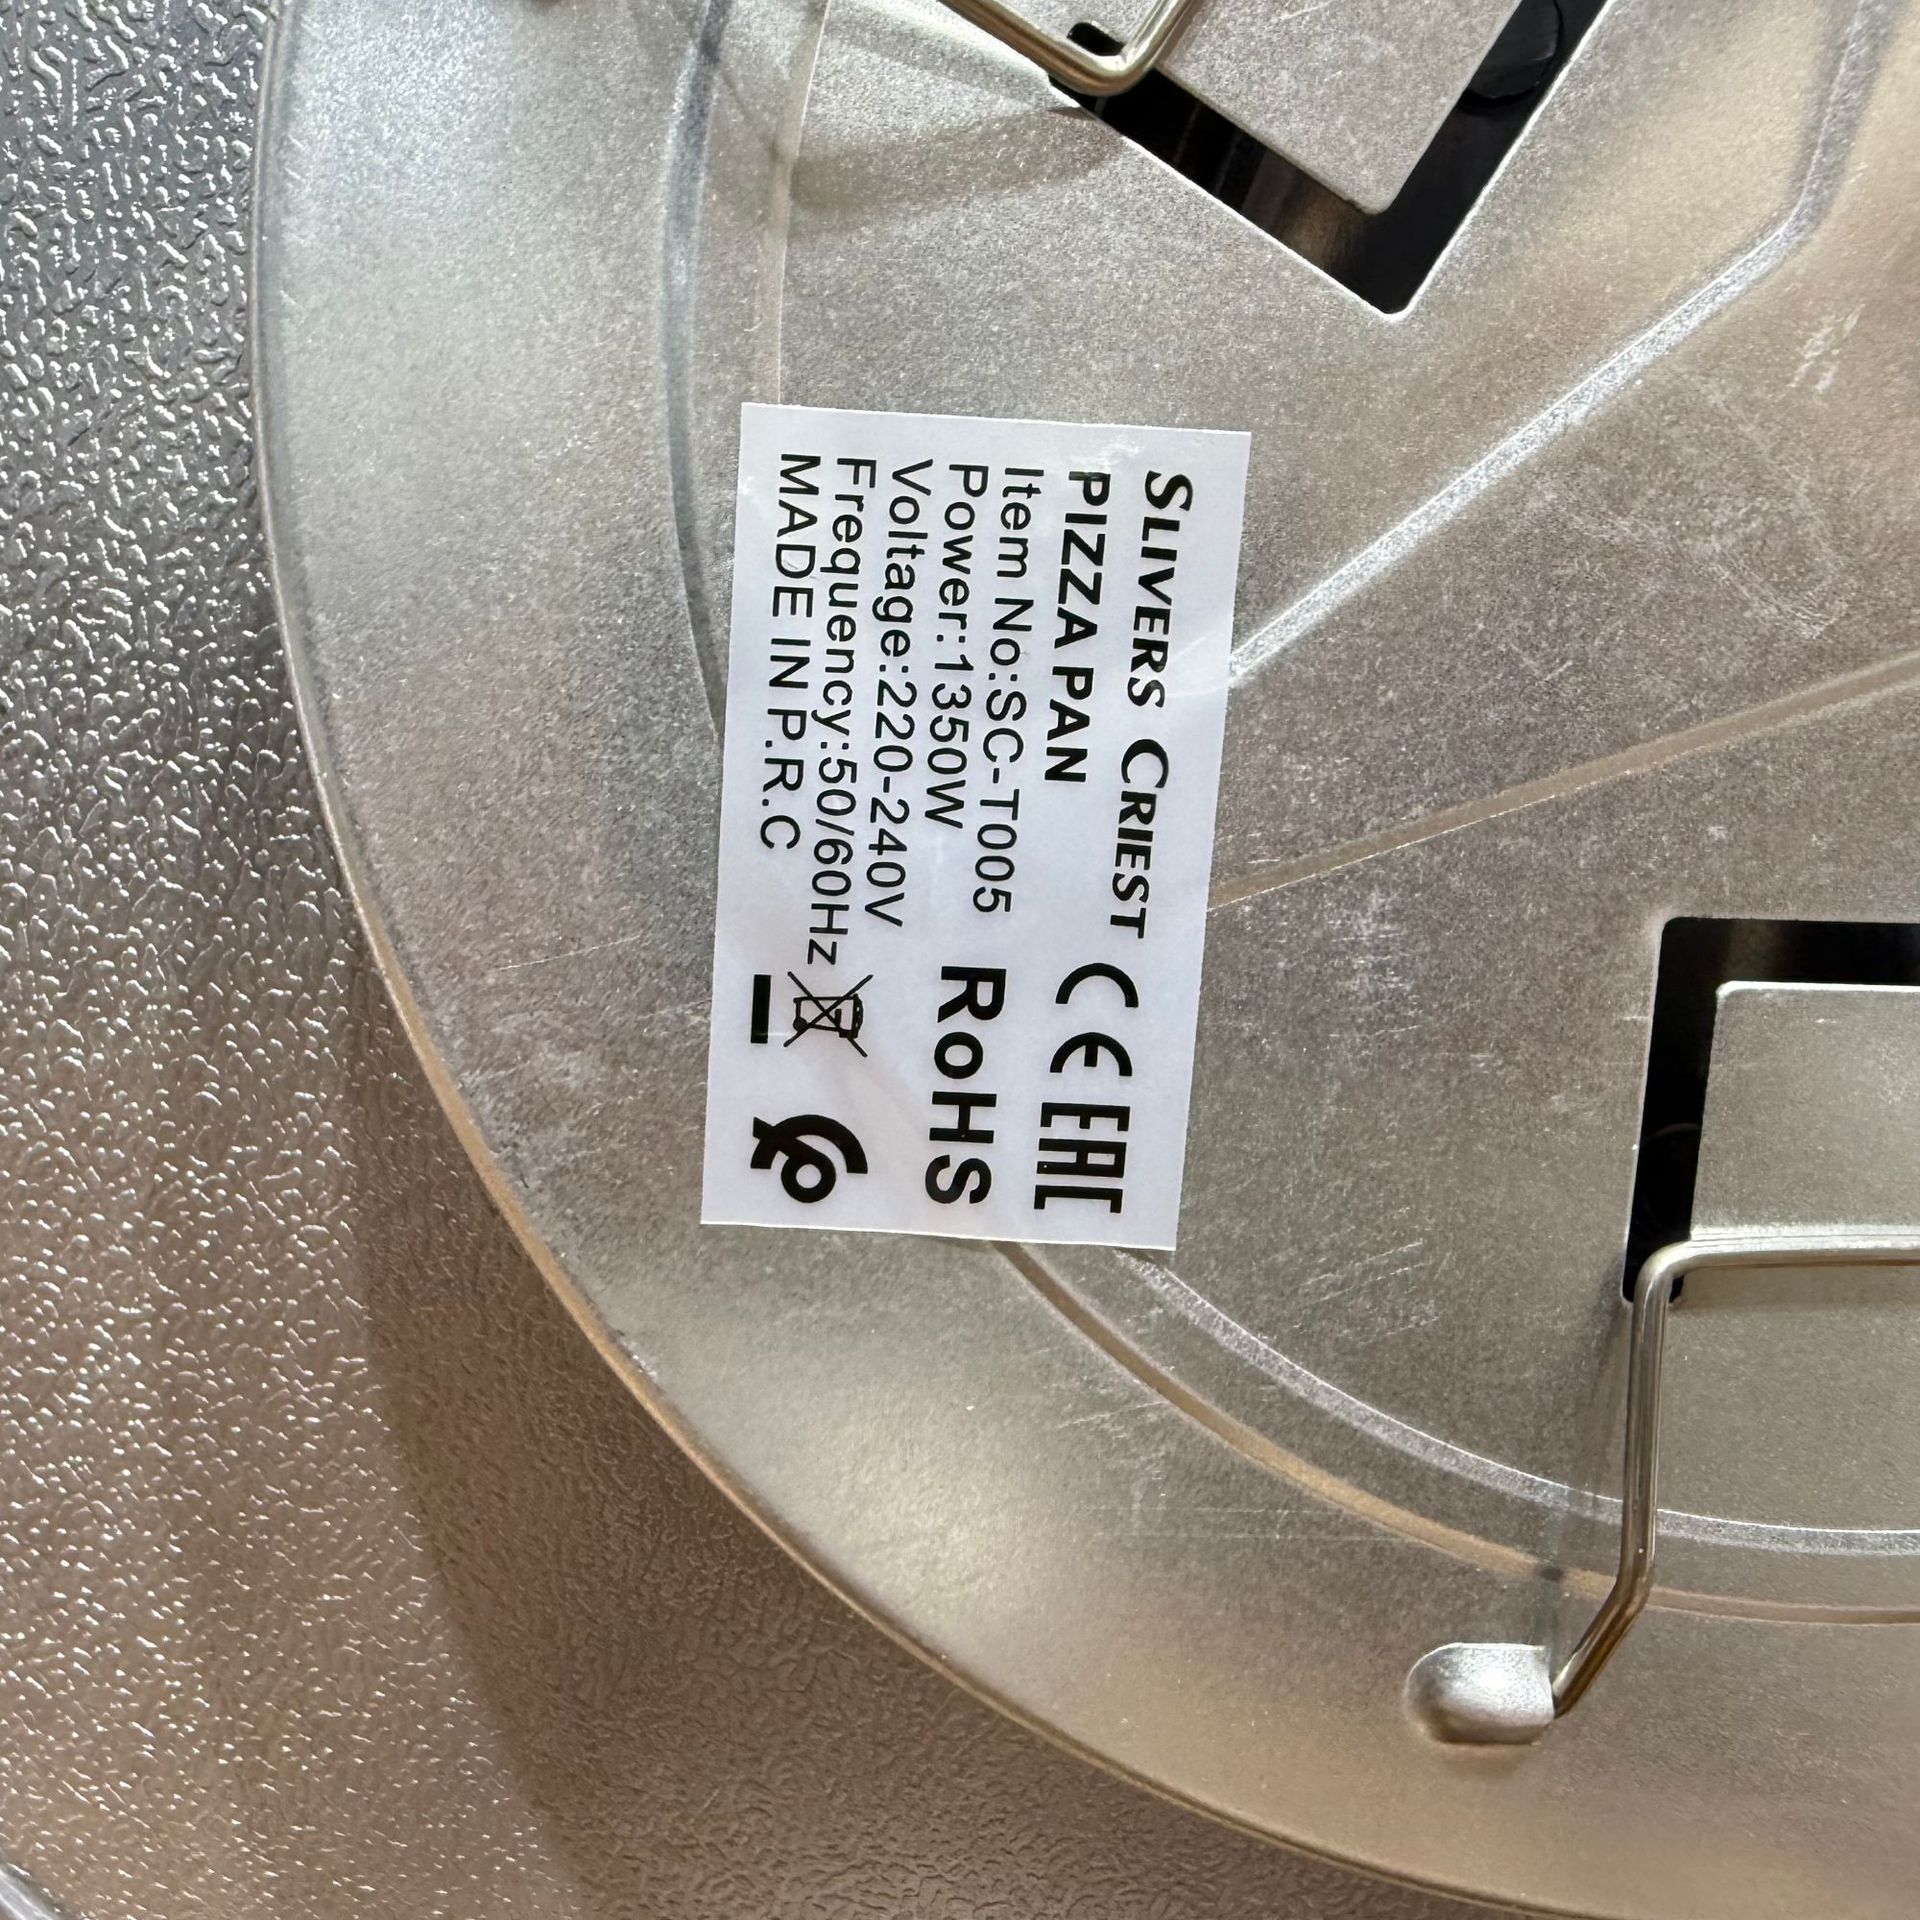 SLIVERS CRIEST
PIZZA PAN
Item No:SC-T005
Power:1350W
Voltage:220-240V
Frequency:50/60Hz
MADE IN P.R.C
CE EAC
RoHS